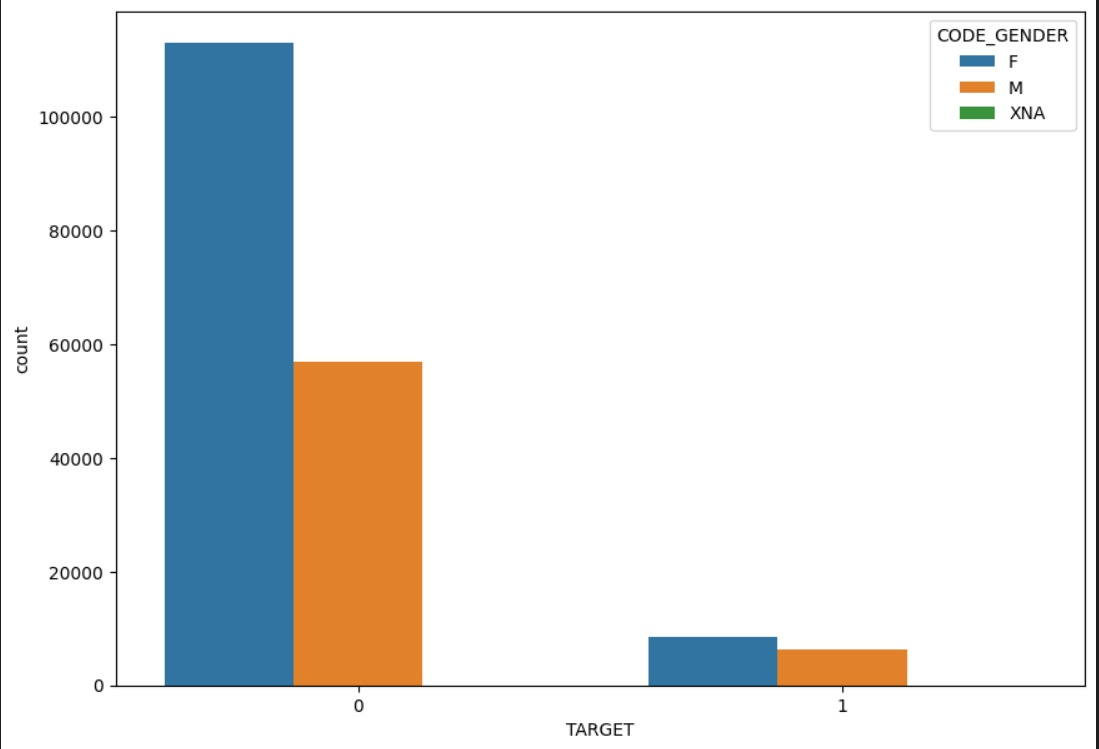 CODE_GENDER
F
M
XNA
100000
80000
60000
40000
20000
0
count
0 1
TARGET